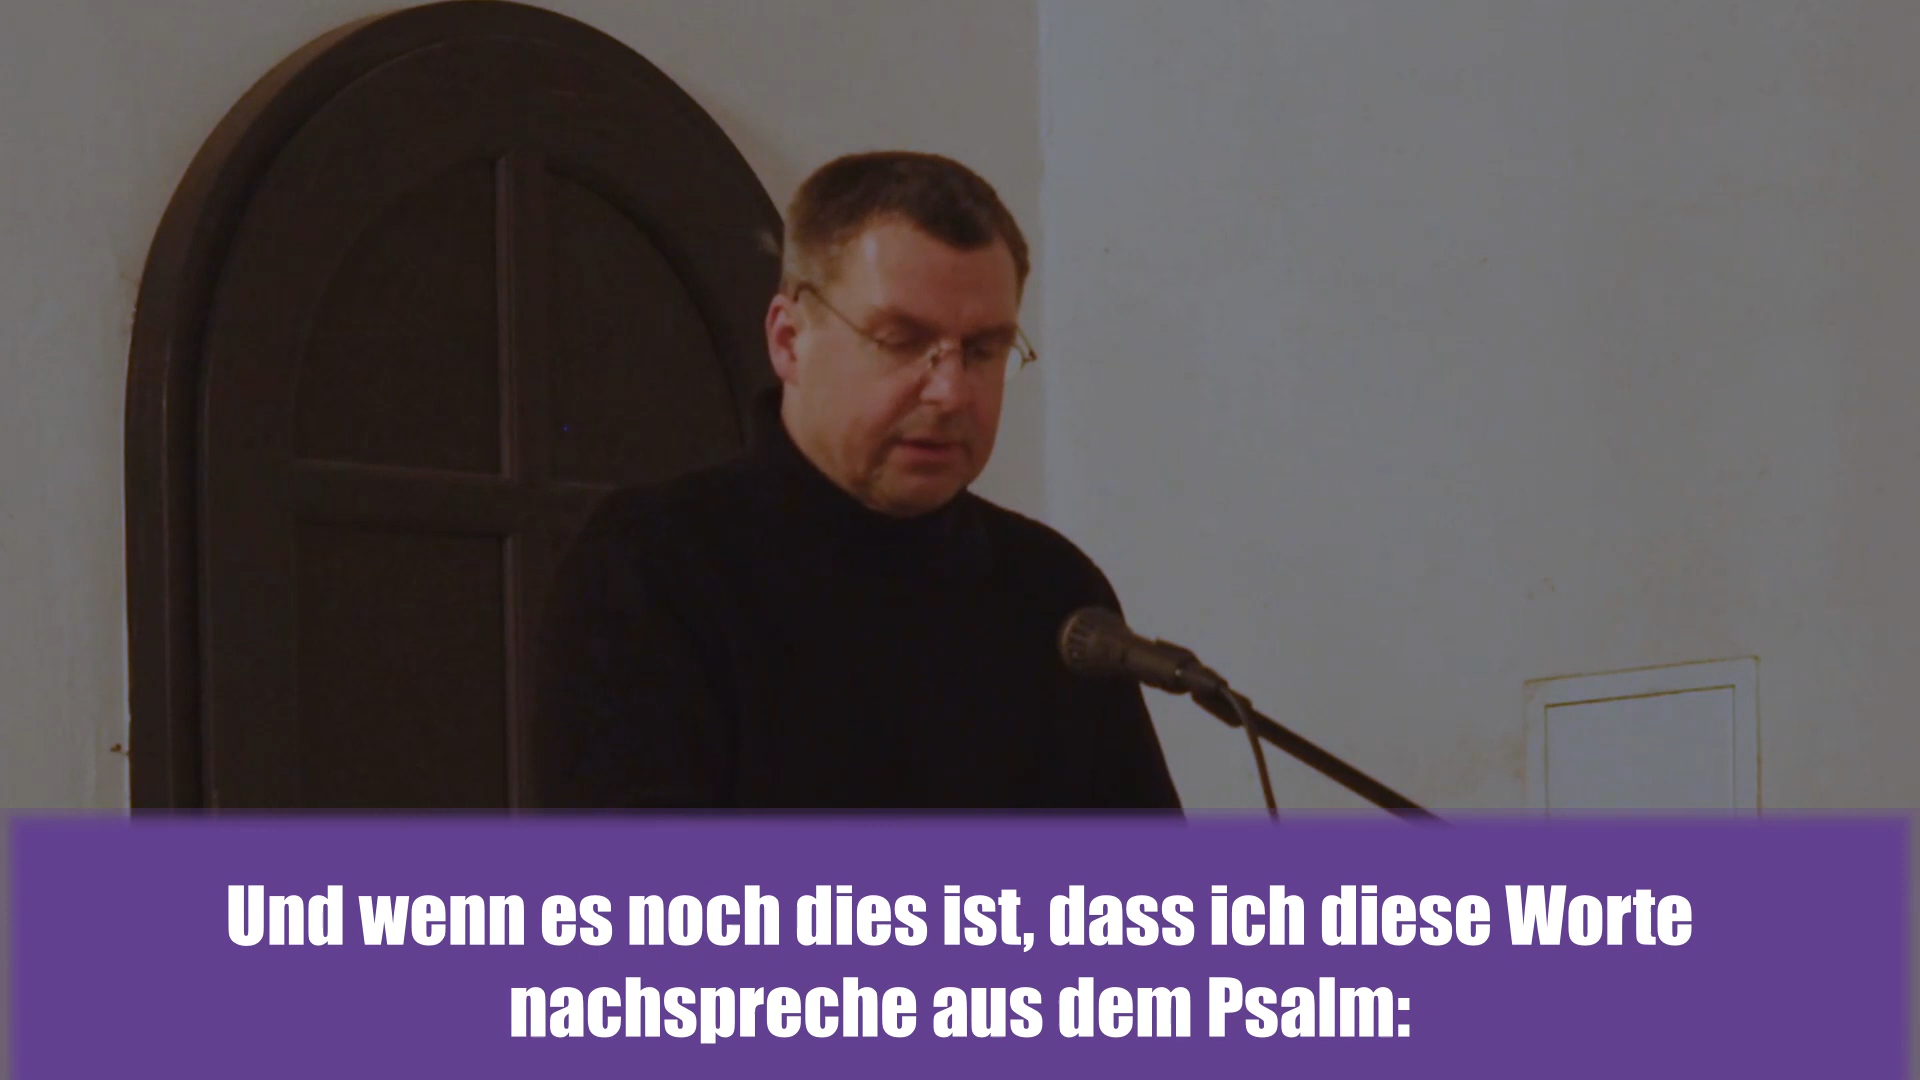 Und wenn es noch dies ist, dass ich diese Worte
nachspreche aus dem Psalm: